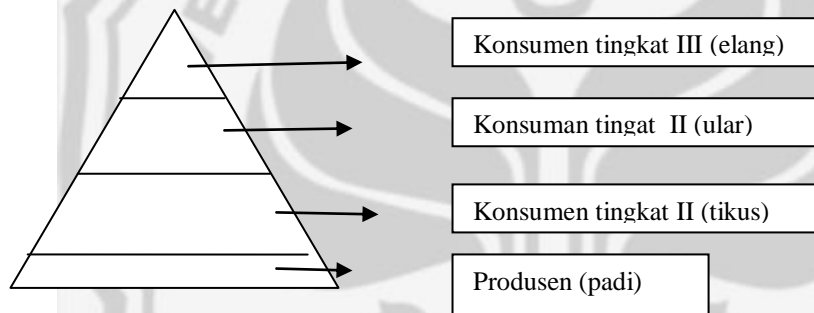 Konsumen tingkat III (elang)
Konsuman tingat  II (ular)
Konsumen tingkat II (tikus)
Produsen (padi)